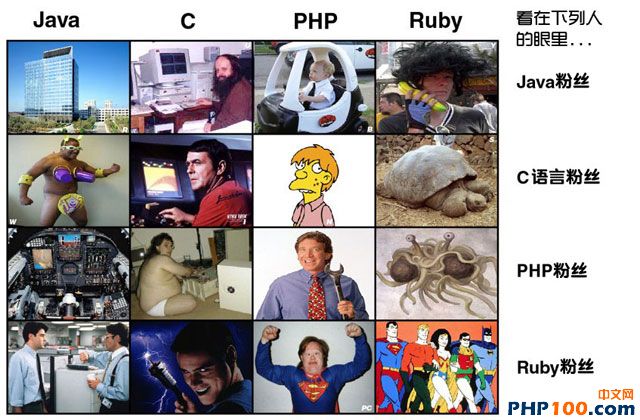 Java C PHP Ruby
看在下列人
的眼里...
Java粉丝
C语言粉丝
PHP粉丝
Ruby粉丝
中文网
PHP100.com